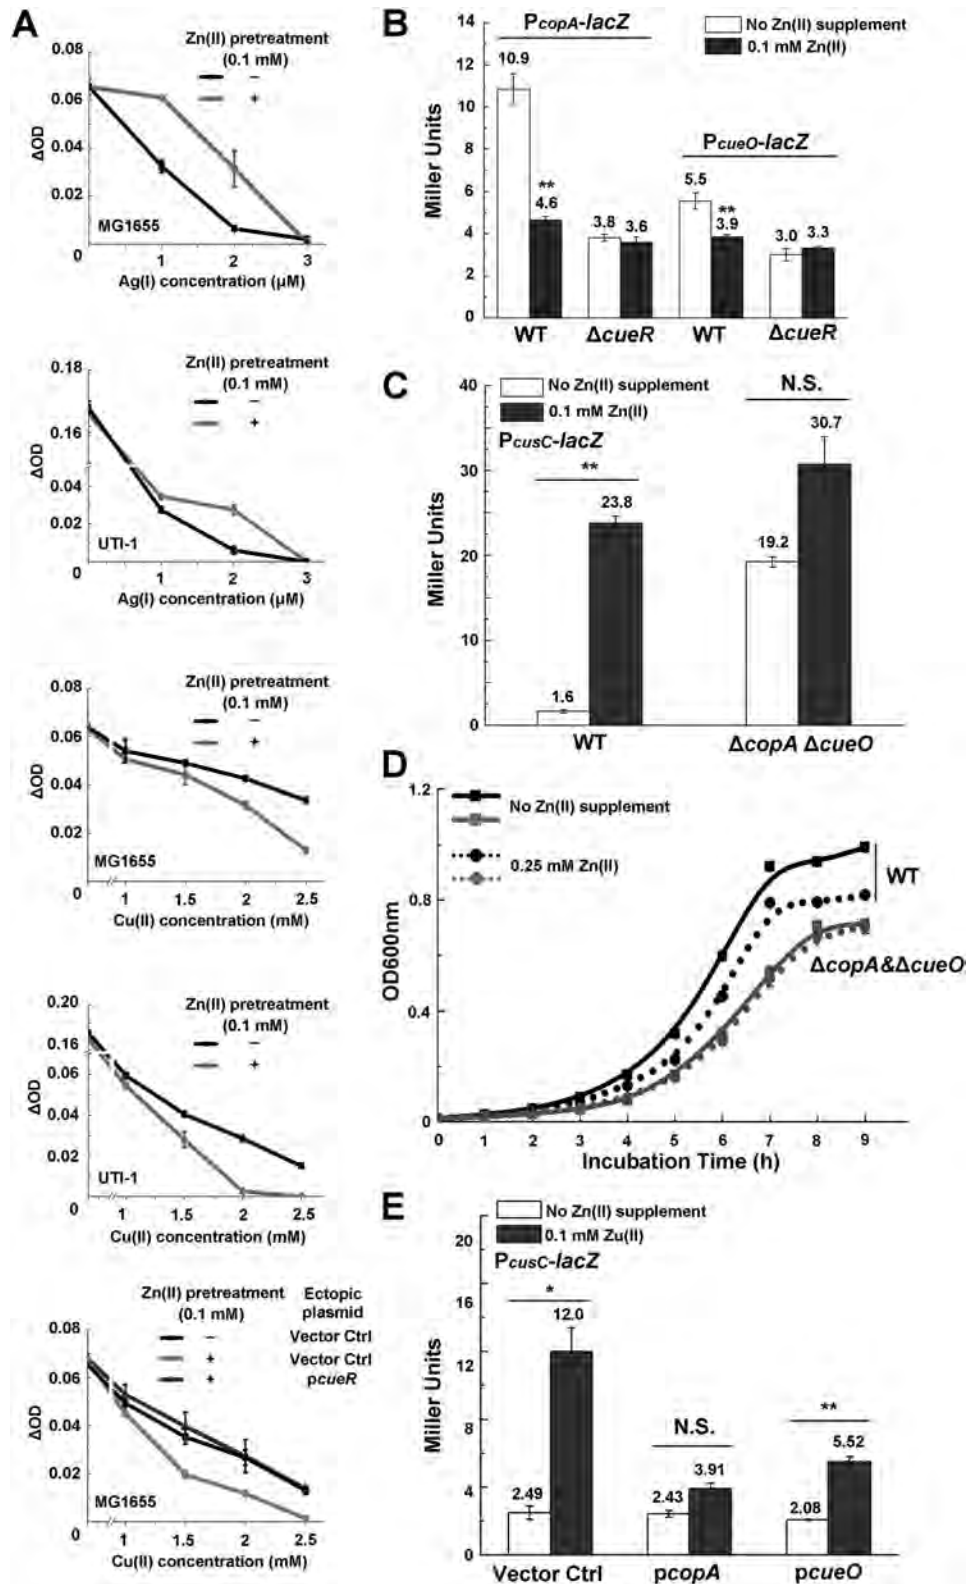 A
Zn(II) pretreatment
(0.1 mM)
−
+
0.08
0.06
0.04
0.02
0
ΔOD
MG1655
1 2 3
Ag(I) concentration (μM)
Zn(II) pretreatment
(0.1 mM)
−
+
0.18
0.16
0.04
0.02
0
ΔOD
UTI-1
1 2 3
Ag(I) concentration (μM)
Zn(II) pretreatment
(0.1 mM)
−
+
0.08
0.06
0.04
0.02
0
ΔOD
MG1655
1 1.5 2 2.5
Cu(II) concentration (mM)
Zn(II) pretreatment
(0.1 mM)
−
+
0.20
0.16
0.08
0.04
0
ΔOD
UTI-1
1 1.5 2 2.5
Cu(II) concentration (mM)
Zn(II) pretreatment
(0.1 mM)
Ectopic
plasmid
− Vector Ctrl
+ Vector Ctrl
+ pcueR
0.08
0.06
0.04
0.02
0
ΔOD
MG1655
1 1.5 2 2.5
Cu(II) concentration (mM)
B
No Zn(II) supplement
0.1 mM Zn(II)
PcopA-lacZ
PcueO-lacZ
14
12
10
8
6
4
2
0
Miller Units
10.9
**
4.6
3.8 3.6
5.5
**
3.9
3.0 3.3
WT ΔcueR WT ΔcueR
C
No Zn(II) supplement
0.1 mM Zn(II)
PcusC-lacZ
40
30
20
10
0
Miller Units
**
1.6
23.8
N.S.
19.2
30.7
WT ΔcopA ΔcueO
D
No Zn(II) supplement
0.25 mM Zn(II)
1.2
0.8
0.4
0
OD600nm
WT
ΔcopA&ΔcueO
0 1 2 3 4 5 6 7 8 9
Incubation Time (h)
E
No Zn(II) supplement
0.1 mM Zu(II)
PcusC-lacZ
20
16
12
8
4
0
Miller Units
*
2.49
12.0
N.S.
2.43
3.91
**
2.08
5.52
Vector Ctrl pcopA pcueO